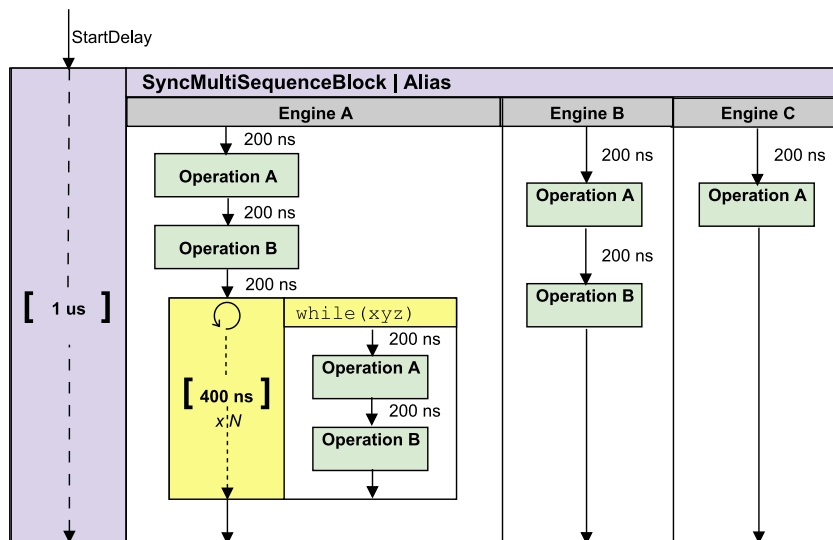 StartDelay
SyncMultiSequenceBlock | Alias
Engine A
Engine B
Engine C
200 ns
Operation A
200 ns
Operation B
200 ns
while(xyz)
200 ns
Operation A
200 ns
Operation B
[ 400 ns ]
x N
200 ns
Operation A
200 ns
Operation B
200 ns
Operation A
[ 1 us ]